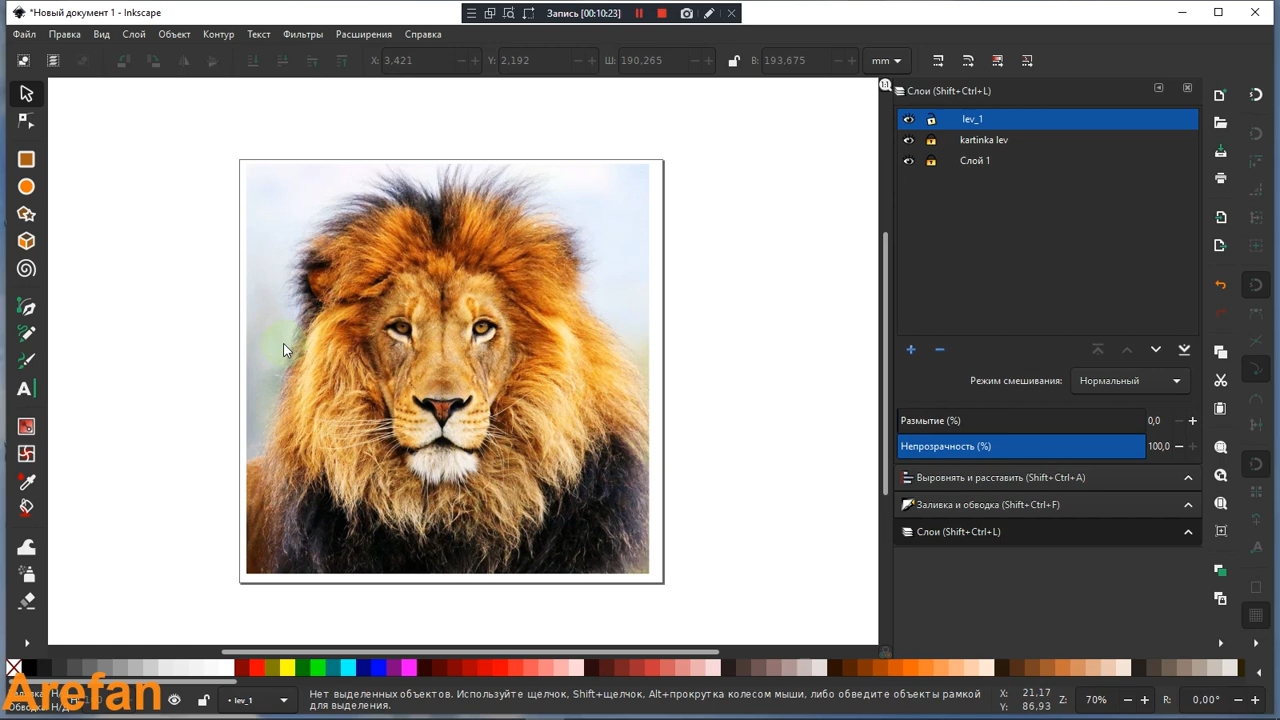 *Новый документ 1 - Inkscape
Запись [00:10:23]
Файл Правка Вид Слой Объект Контур Текст Фильтры Расширения Справка
X: 3,421 Y: 2,192 Ш: 190,265 В: 193,675 mm
1:1
Слои (Shift+Ctrl+L)
lev_1
kartinka lev
Слой 1
Режим смешивания: Нормальный
Размытие (%) 0,0
Непрозрачность (%) 100,0
Выровнять и расставить (Shift+Ctrl+A)
Заливка и обводка (Shift+Ctrl+F)
Слои (Shift+Ctrl+L)
A
Arefan
lev_1
Нет выделенных объектов. Используйте щелчок, Shift+щелчок, Alt+прокрутка колесом мыши, либо обведите объекты рамкой
для выделения.
X: 21,17
Y: 86,93
Z: 70%
R: 0,00°